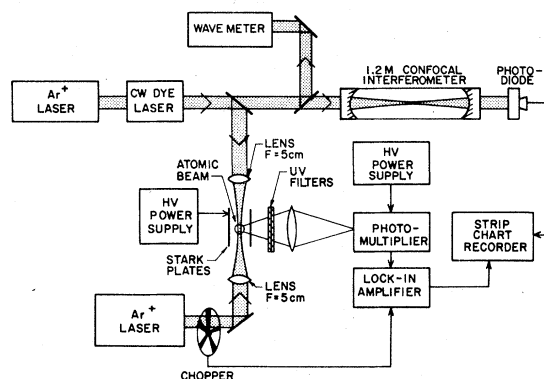 WAVE METER
1.2 M CONFOCAL
INTERFEROMETER
PHOTO-
DIODE
Ar+
LASER
CW DYE
LASER
LENS
F = 5cm
ATOMIC
BEAM
UV
FILTERS
HV
POWER
SUPPLY
HV
POWER
SUPPLY
STARK
PLATES
PHOTO-
MULTIPLIER
STRIP
CHART
RECORDER
LENS
F = 5cm
LOCK-IN
AMPLIFIER
Ar+
LASER
CHOPPER